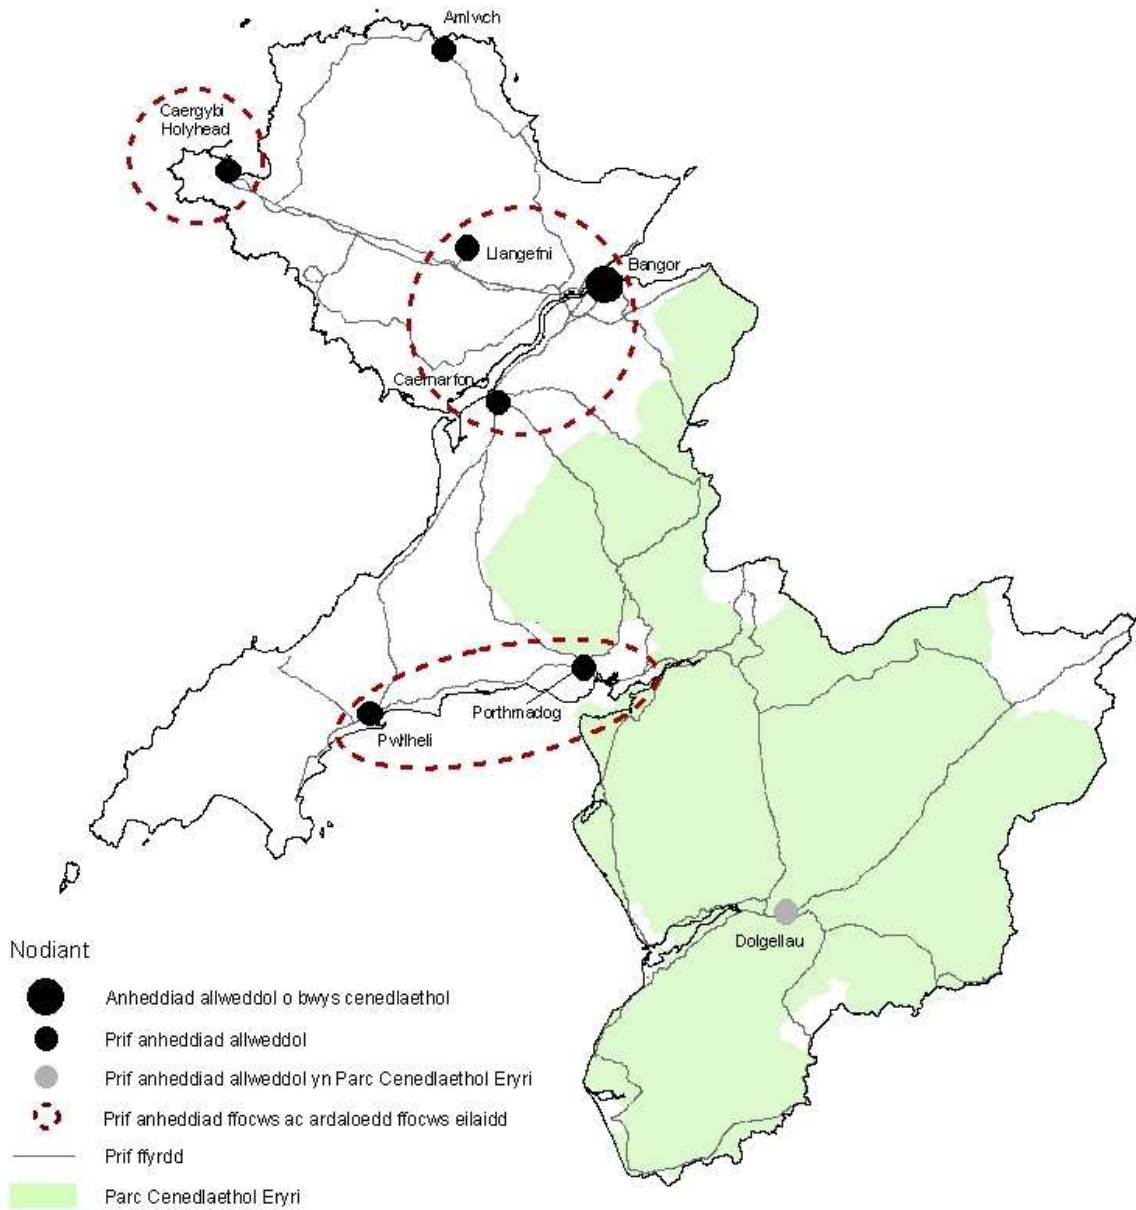 Amlwch
Caergybi
Holyhead
Llangefni
Bangor
Caernarfon
Porthmadog
Pwllheli
Dolgellau
Nodiant
Anheddiad allweddol o bwys cenedlaethol
Prif anheddiad allweddol
Prif anheddiad allweddol yn Parc Cenedlaethol Eryri
Prif anheddiad ffocws ac ardaloedd ffocws eilaidd
Prif ffyrdd
Parc Cenedlaethol Eryri